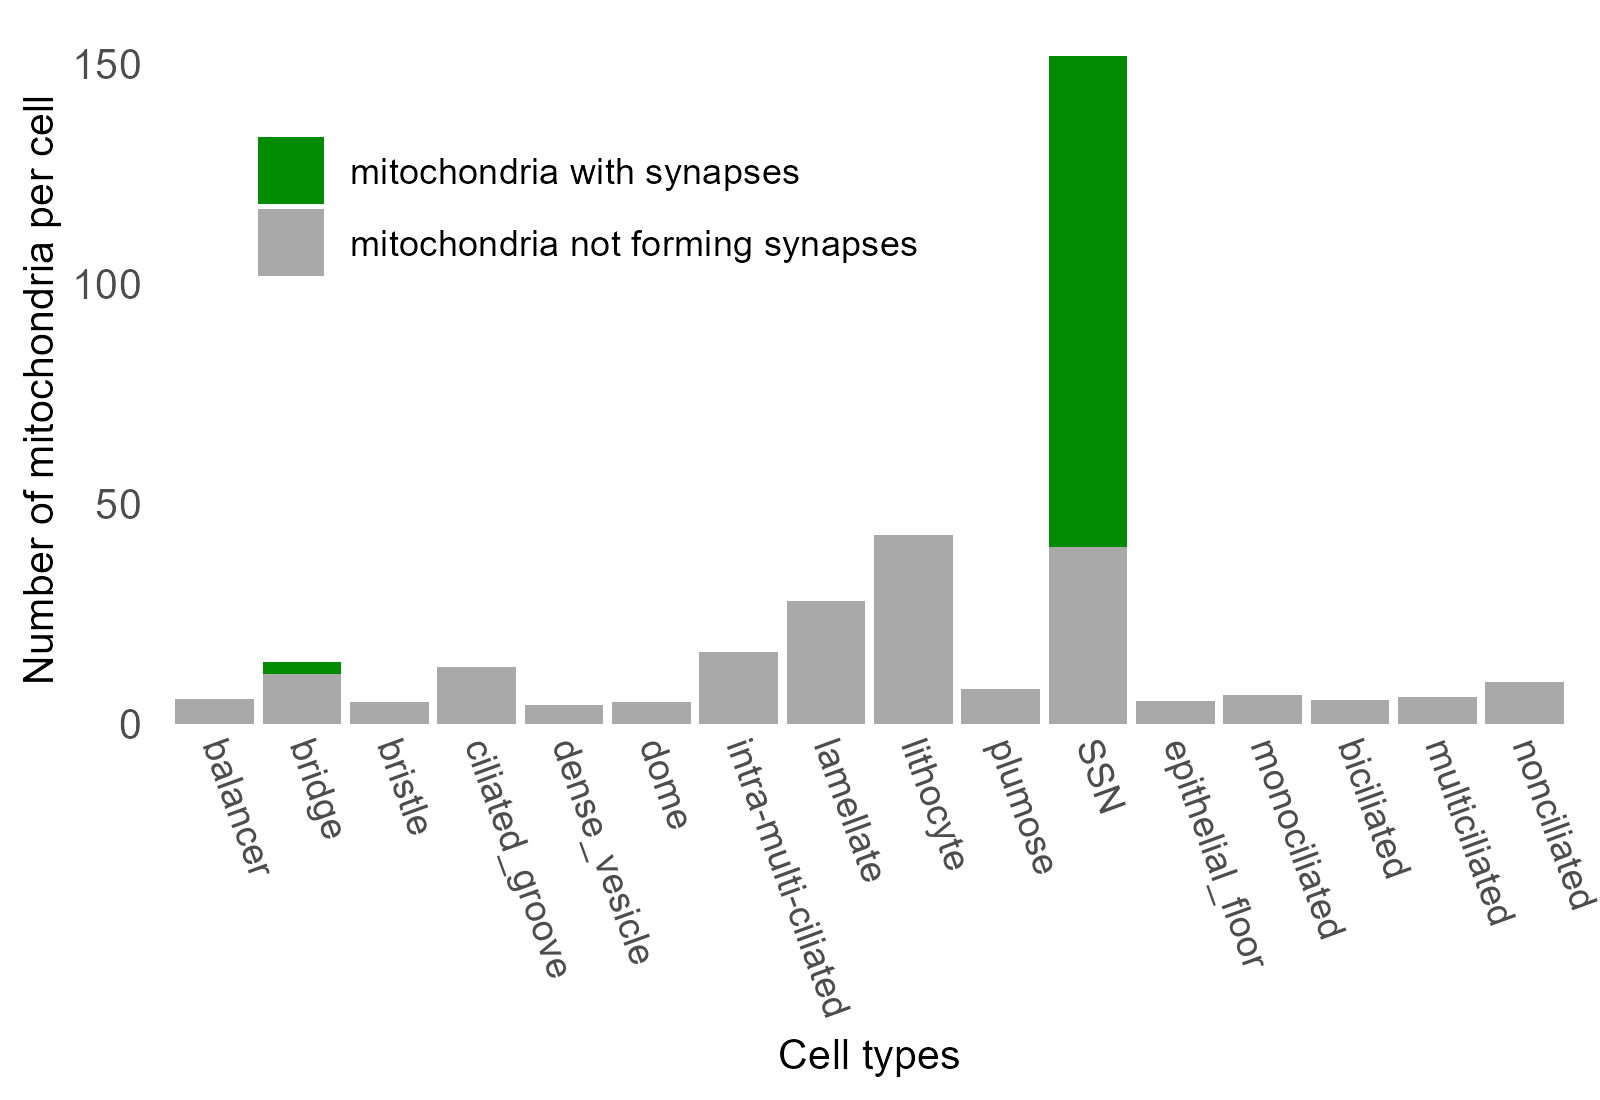 Number of mitochondria per cell
150
100
50
0
mitochondria with synapses
mitochondria not forming synapses
balancer
bridge
bristle
ciliated_groove
dense_vesicle
dome
intra-multi-ciliated
lamellate
lithocyte
plumose
SSN
epithelial_floor
monociliated
biciliated
multiciliated
nonciliated
Cell types